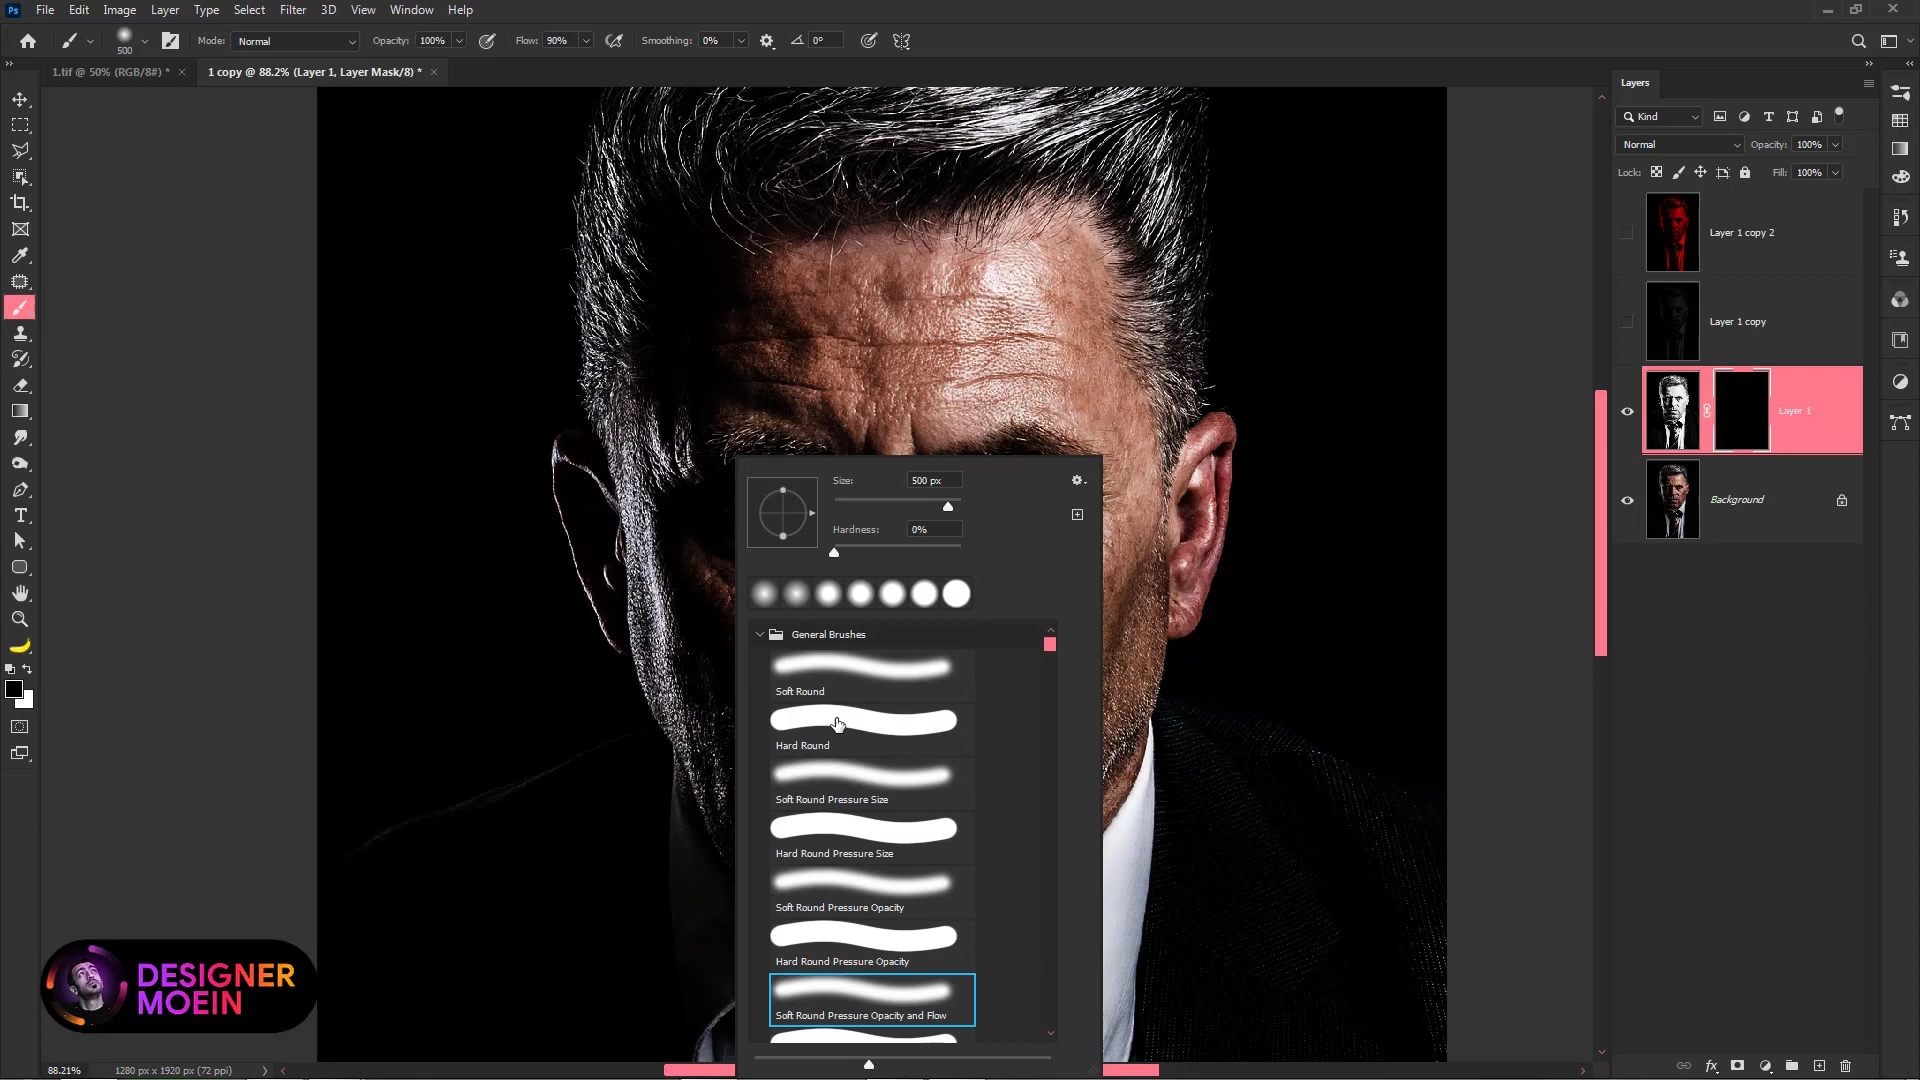 Ps File Edit Image Layer Type Select Filter 3D View Window Help
500 Mode: Normal Opacity: 100% Flow: 90% Smoothing: 0% 0°
1.tif @ 50% (RGB/8#) * × 1 copy @ 88.2% (Layer 1, Layer Mask/8) * ×
Layers
Kind
Normal Opacity: 100%
Lock: Fill: 100%
Layer 1 copy 2
Layer 1 copy
Layer 1
Background
Size: 500 px
Hardness: 0%
General Brushes
Soft Round
Hard Round
Soft Round Pressure Size
Hard Round Pressure Size
Soft Round Pressure Opacity
Hard Round Pressure Opacity
Soft Round Pressure Opacity and Flow
DESIGNER
MOEIN
88.21% 1280 px x 1920 px (72 ppi)
fx